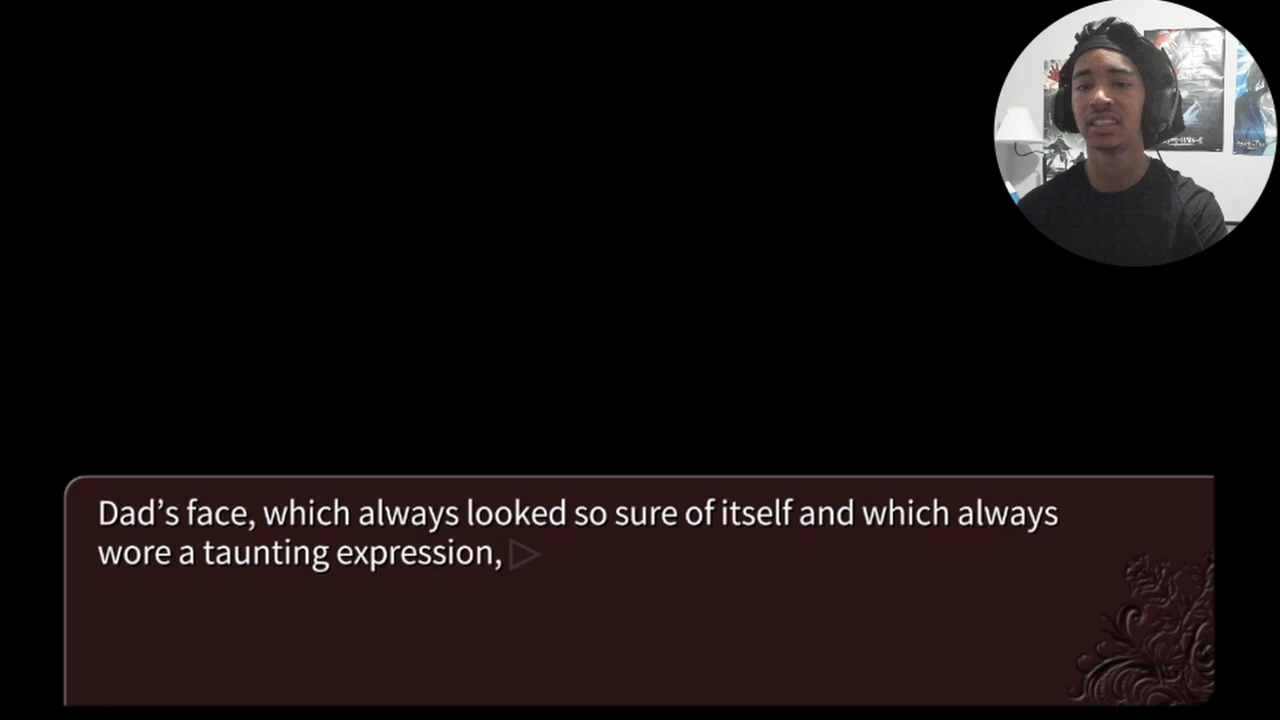 Dad’s face, which always looked so sure of itself and which always
wore a taunting expression,